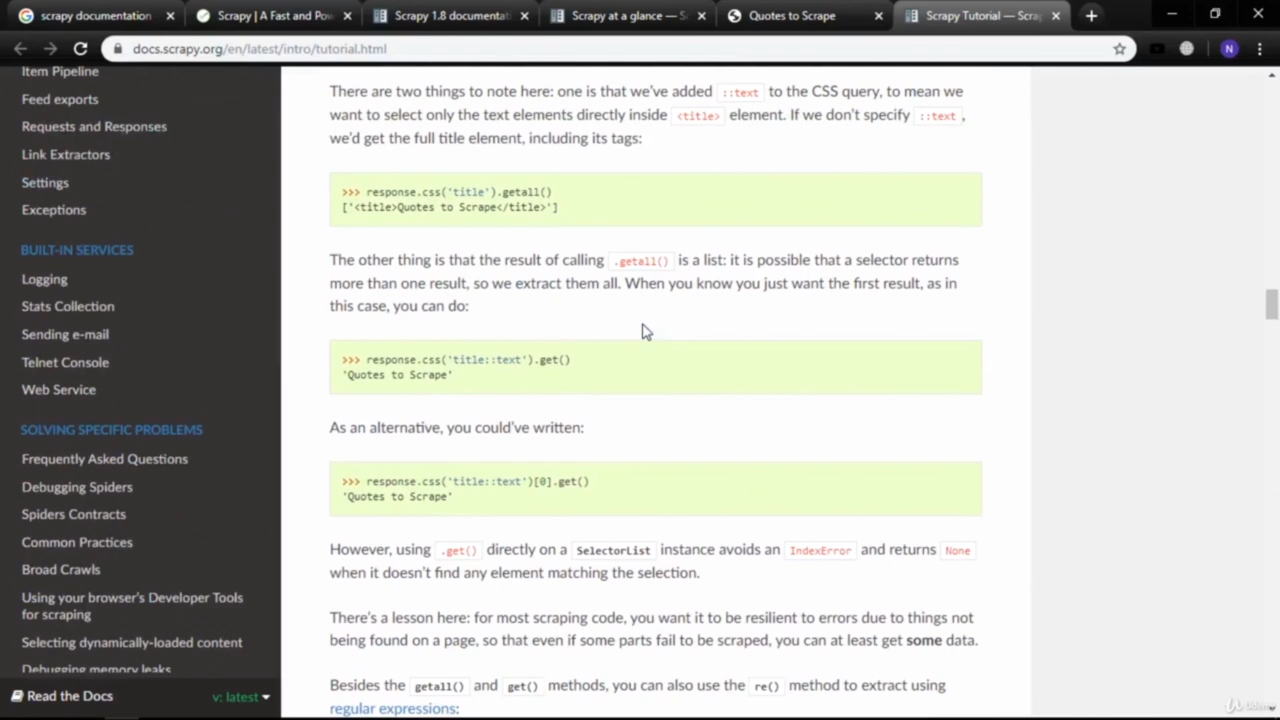 scrapy documentation
Scrapy | A Fast and Pow
Scrapy 1.8 documentati
Scrapy at a glance — Sc
Quotes to Scrape
Scrapy Tutorial — Scrap
docs.scrapy.org/en/latest/intro/tutorial.html
N
Item Pipeline
Feed exports
Requests and Responses
Link Extractors
Settings
Exceptions
BUILT-IN SERVICES
Logging
Stats Collection
Sending e-mail
Telnet Console
Web Service
SOLVING SPECIFIC PROBLEMS
Frequently Asked Questions
Debugging Spiders
Spiders Contracts
Common Practices
Broad Crawls
Using your browser's Developer Tools
for scraping
Selecting dynamically-loaded content
Debugging memory leaks
Read the Docs
v: latest
There are two things to note here: one is that we've added ::text to the CSS query, to mean we
want to select only the text elements directly inside <title> element. If we don't specify ::text ,
we'd get the full title element, including its tags:
>>> response.css('title').getall()
['<title>Quotes to Scrape</title>']
The other thing is that the result of calling .getall() is a list: it is possible that a selector returns
more than one result, so we extract them all. When you know you just want the first result, as in
this case, you can do:
>>> response.css('title::text').get()
'Quotes to Scrape'
As an alternative, you could've written:
>>> response.css('title::text')[0].get()
'Quotes to Scrape'
However, using .get() directly on a SelectorList instance avoids an IndexError and returns None
when it doesn't find any element matching the selection.
There's a lesson here: for most scraping code, you want it to be resilient to errors due to things not
being found on a page, so that even if some parts fail to be scraped, you can at least get some data.
Besides the getall() and get() methods, you can also use the re() method to extract using
regular expressions:
Udemy